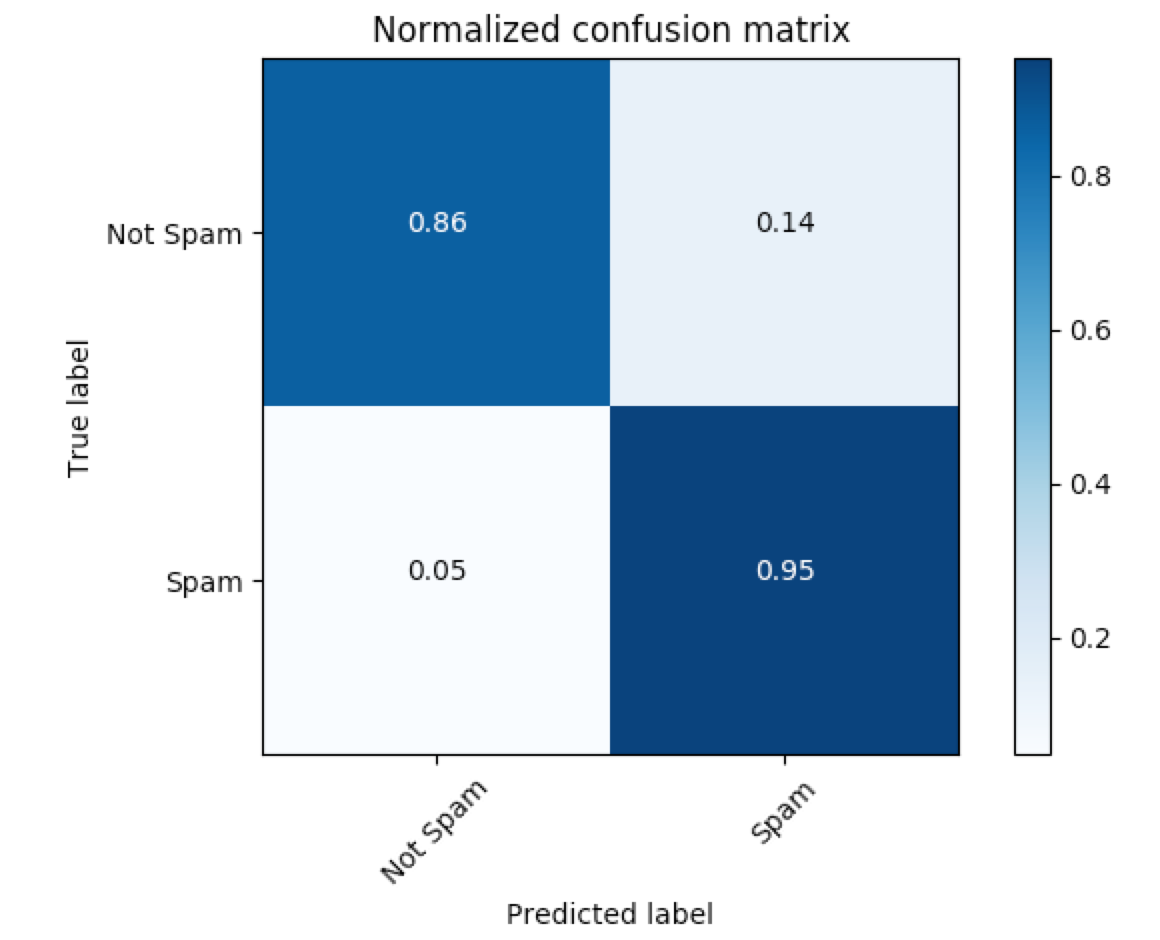 Normalized confusion matrix
True label
Not Spam
0.86
0.14
Spam
0.05
0.95
Not Spam
Spam
Predicted label
0.8
0.6
0.4
0.2